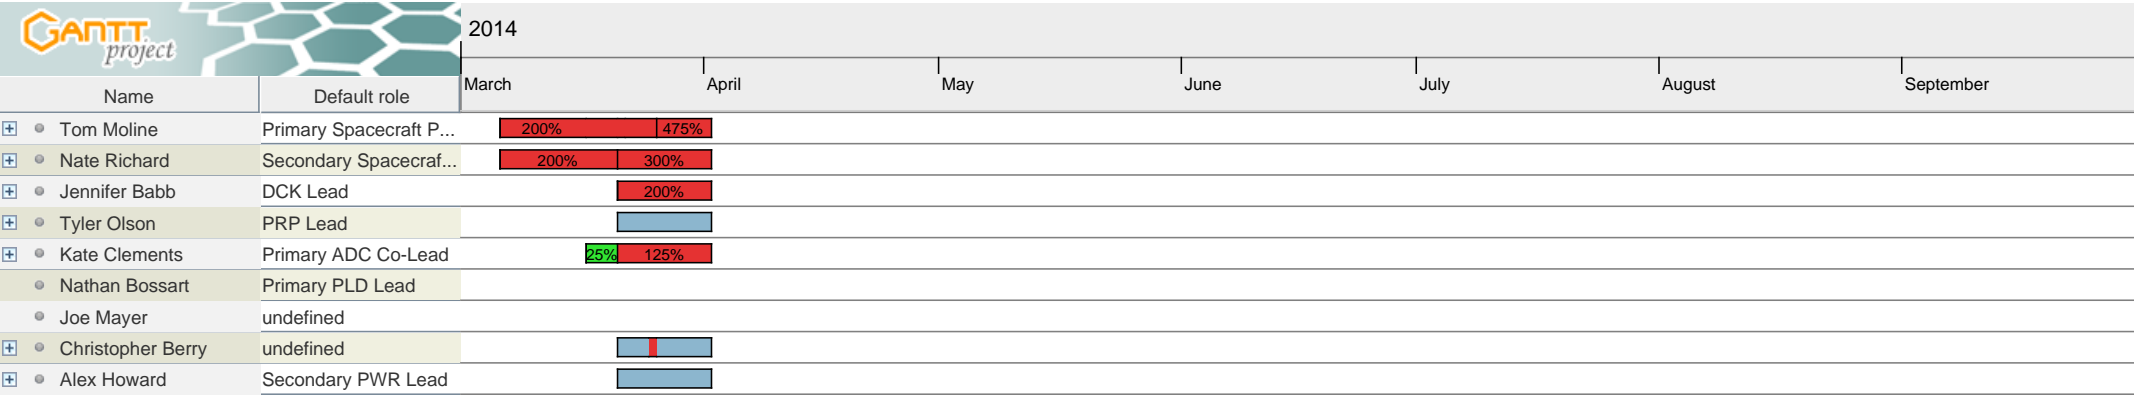 GANTT
project
2014
March April May June July August September
Name Default role
Tom Moline Primary Spacecraft P... 200% 475%
Nate Richard Secondary Spacecraf... 200% 300%
Jennifer Babb DCK Lead 200%
Tyler Olson PRP Lead
Kate Clements Primary ADC Co-Lead 25% 125%
Nathan Bossart Primary PLD Lead
Joe Mayer undefined
Christopher Berry undefined
Alex Howard Secondary PWR Lead